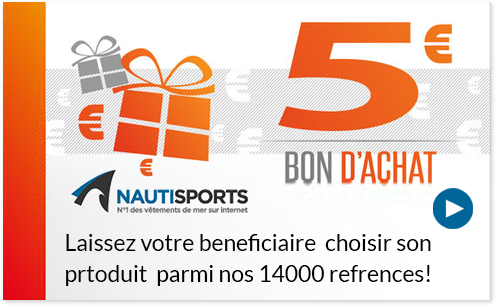 5 €
€
€
BON D'ACHAT
NAUTISPORTS
N°1 des vêtements de mer sur internet
Laissez votre beneficiaire choisir son
prtoduit parmi nos 14000 refrences!